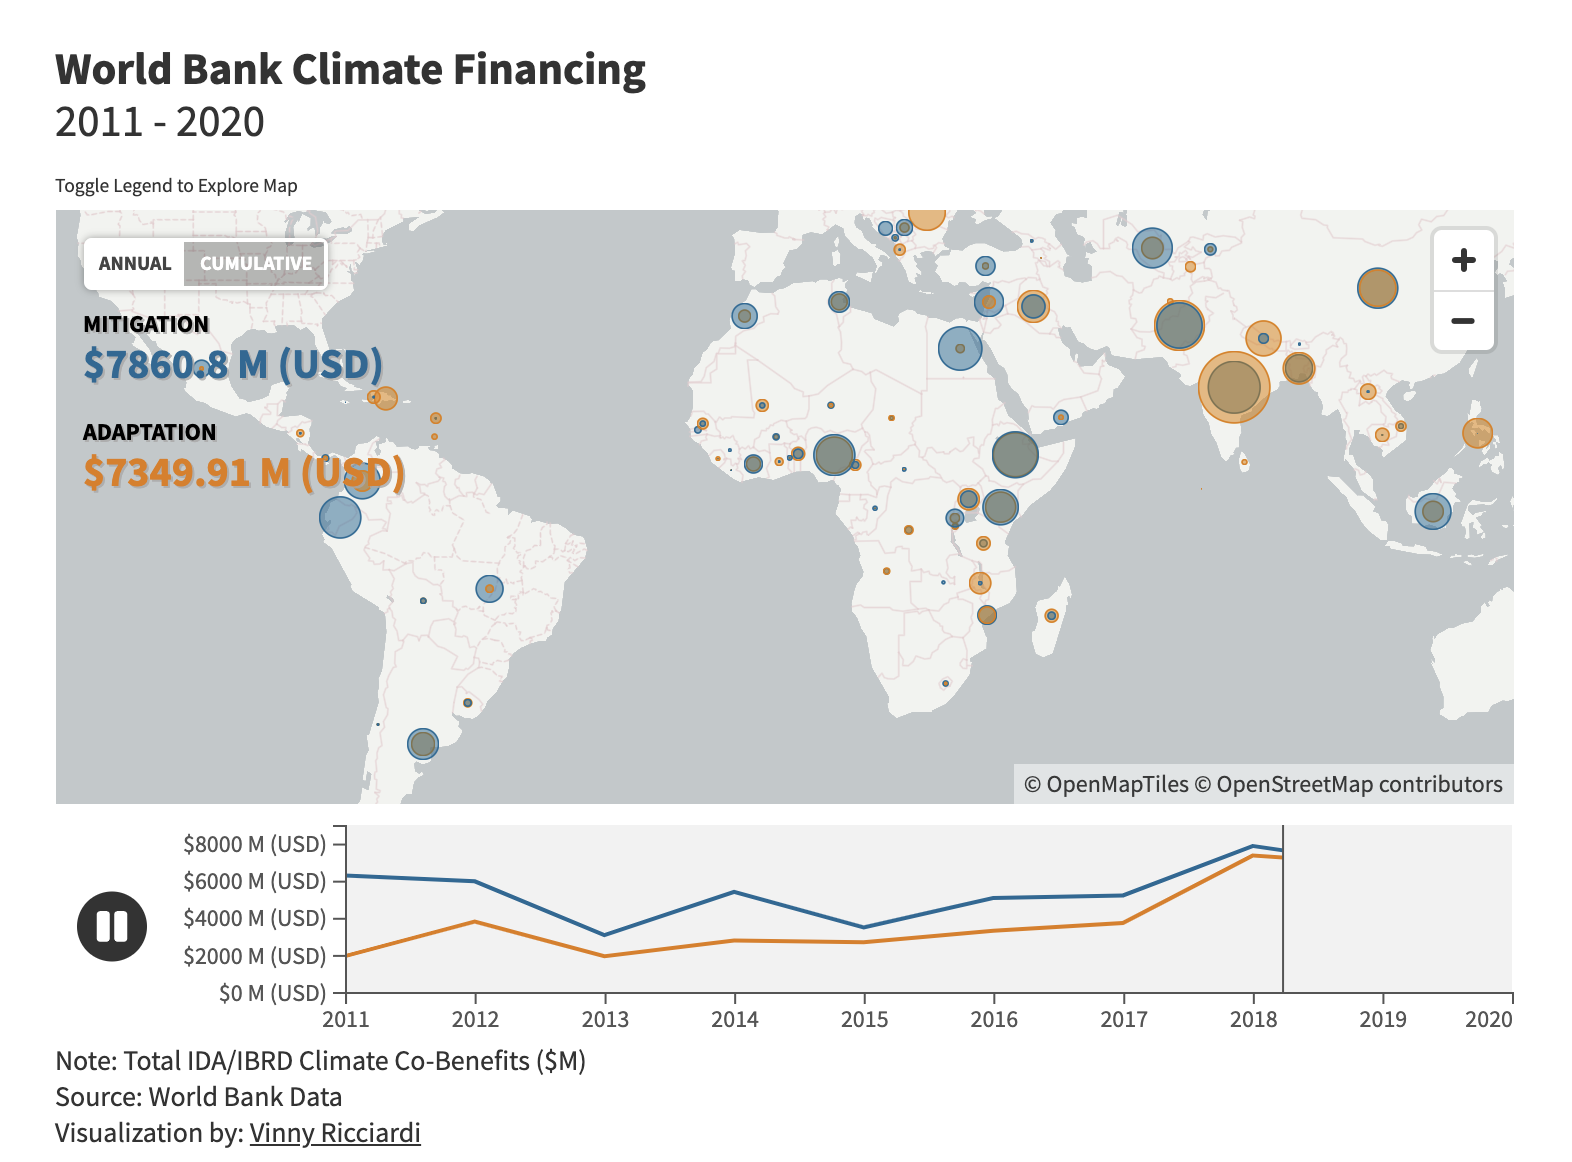 World Bank Climate Financing
2011 - 2020
Toggle Legend to Explore Map
ANNUAL CUMULATIVE
MITIGATION
$7860.8 M (USD)
ADAPTATION
$7349.91 M (USD)
+
−
© OpenMapTiles © OpenStreetMap contributors
$8000 M (USD)
$6000 M (USD)
$4000 M (USD)
$2000 M (USD)
$0 M (USD)
2011 2012 2013 2014 2015 2016 2017 2018 2019 2020
Note: Total IDA/IBRD Climate Co-Benefits ($M)
Source: World Bank Data
Visualization by: Vinny Ricciardi